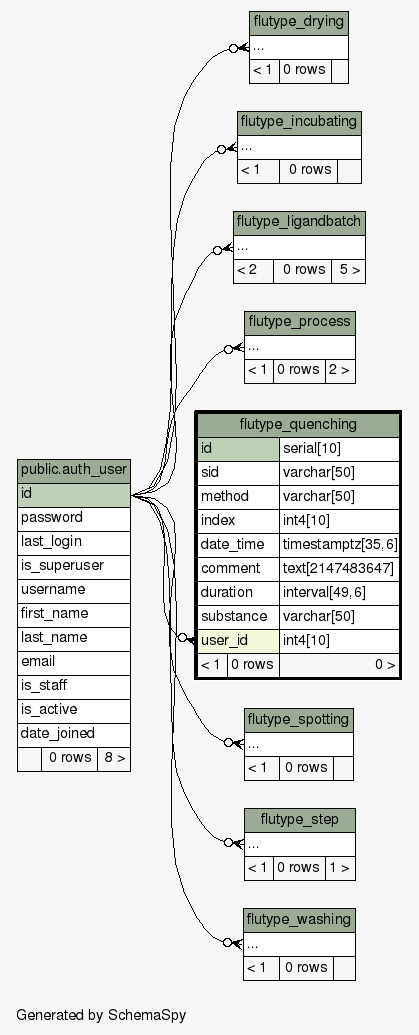 flutype_drying
...
< 1 0 rows
flutype_incubating
...
< 1 0 rows
flutype_ligandbatch
...
< 2 0 rows 5 >
flutype_process
...
< 1 0 rows 2 >
flutype_quenching
id serial[10]
sid varchar[50]
method varchar[50]
index int4[10]
date_time timestamptz[35,6]
comment text[2147483647]
duration interval[49,6]
substance varchar[50]
user_id int4[10]
< 1 0 rows 0 >
public.auth_user
id
password
last_login
is_superuser
username
first_name
last_name
email
is_staff
is_active
date_joined
0 rows 8 >
flutype_spotting
...
< 1 0 rows
flutype_step
...
< 1 0 rows 1 >
flutype_washing
...
< 1 0 rows
Generated by SchemaSpy